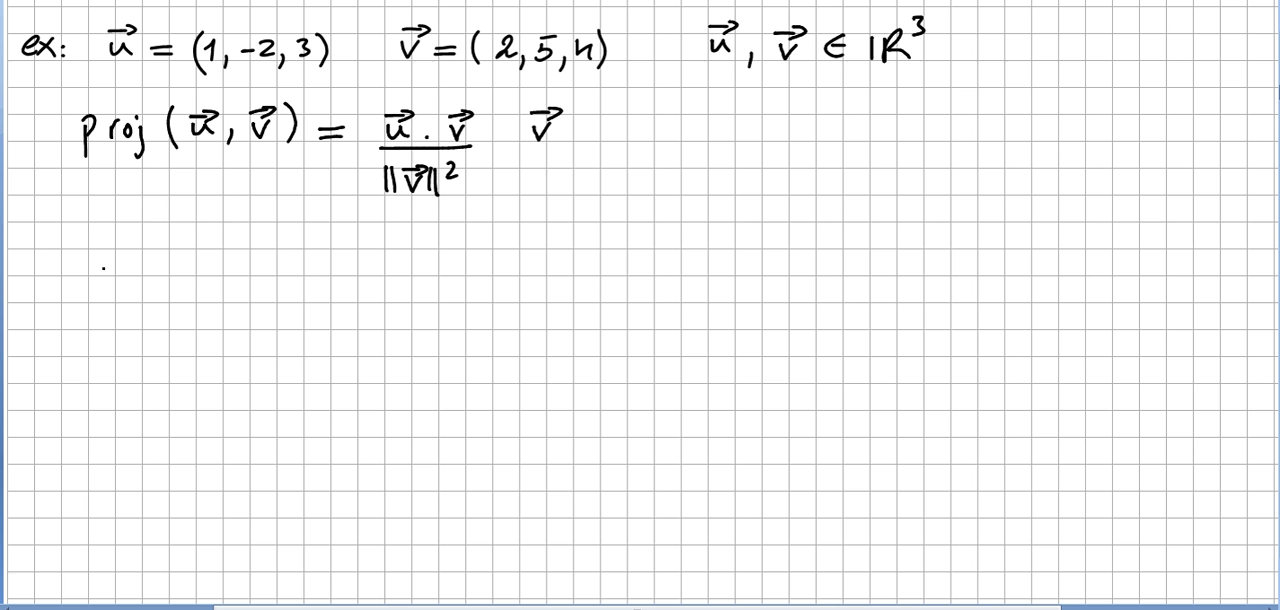 ex: u⃗ = (1, -2, 3) v⃗ = (2, 5, 4) u⃗, v⃗ ∈ ℝ³
proj (u⃗, v⃗) = (u⃗ . v⃗) / ||v⃗||² v⃗